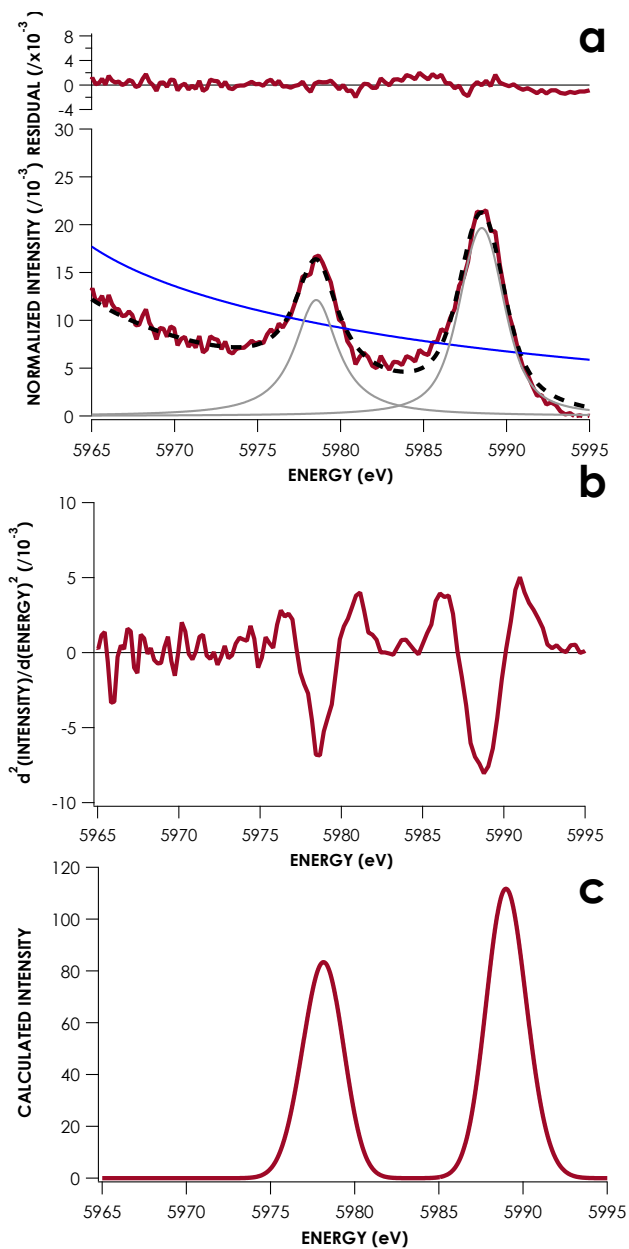 a
RESIDUAL (/x10⁻³)
8
4
0
-4
NORMALIZED INTENSITY (/10⁻³)
30
25
20
15
10
5
0
5965 5970 5975 5980 5985 5990 5995
ENERGY (eV)
b
d²(INTENSITY)/d(ENERGY)² (/10⁻³)
10
5
0
-5
-10
5965 5970 5975 5980 5985 5990 5995
ENERGY (eV)
c
CALCULATED INTENSITY
120
100
80
60
40
20
0
5965 5970 5975 5980 5985 5990 5995
ENERGY (eV)